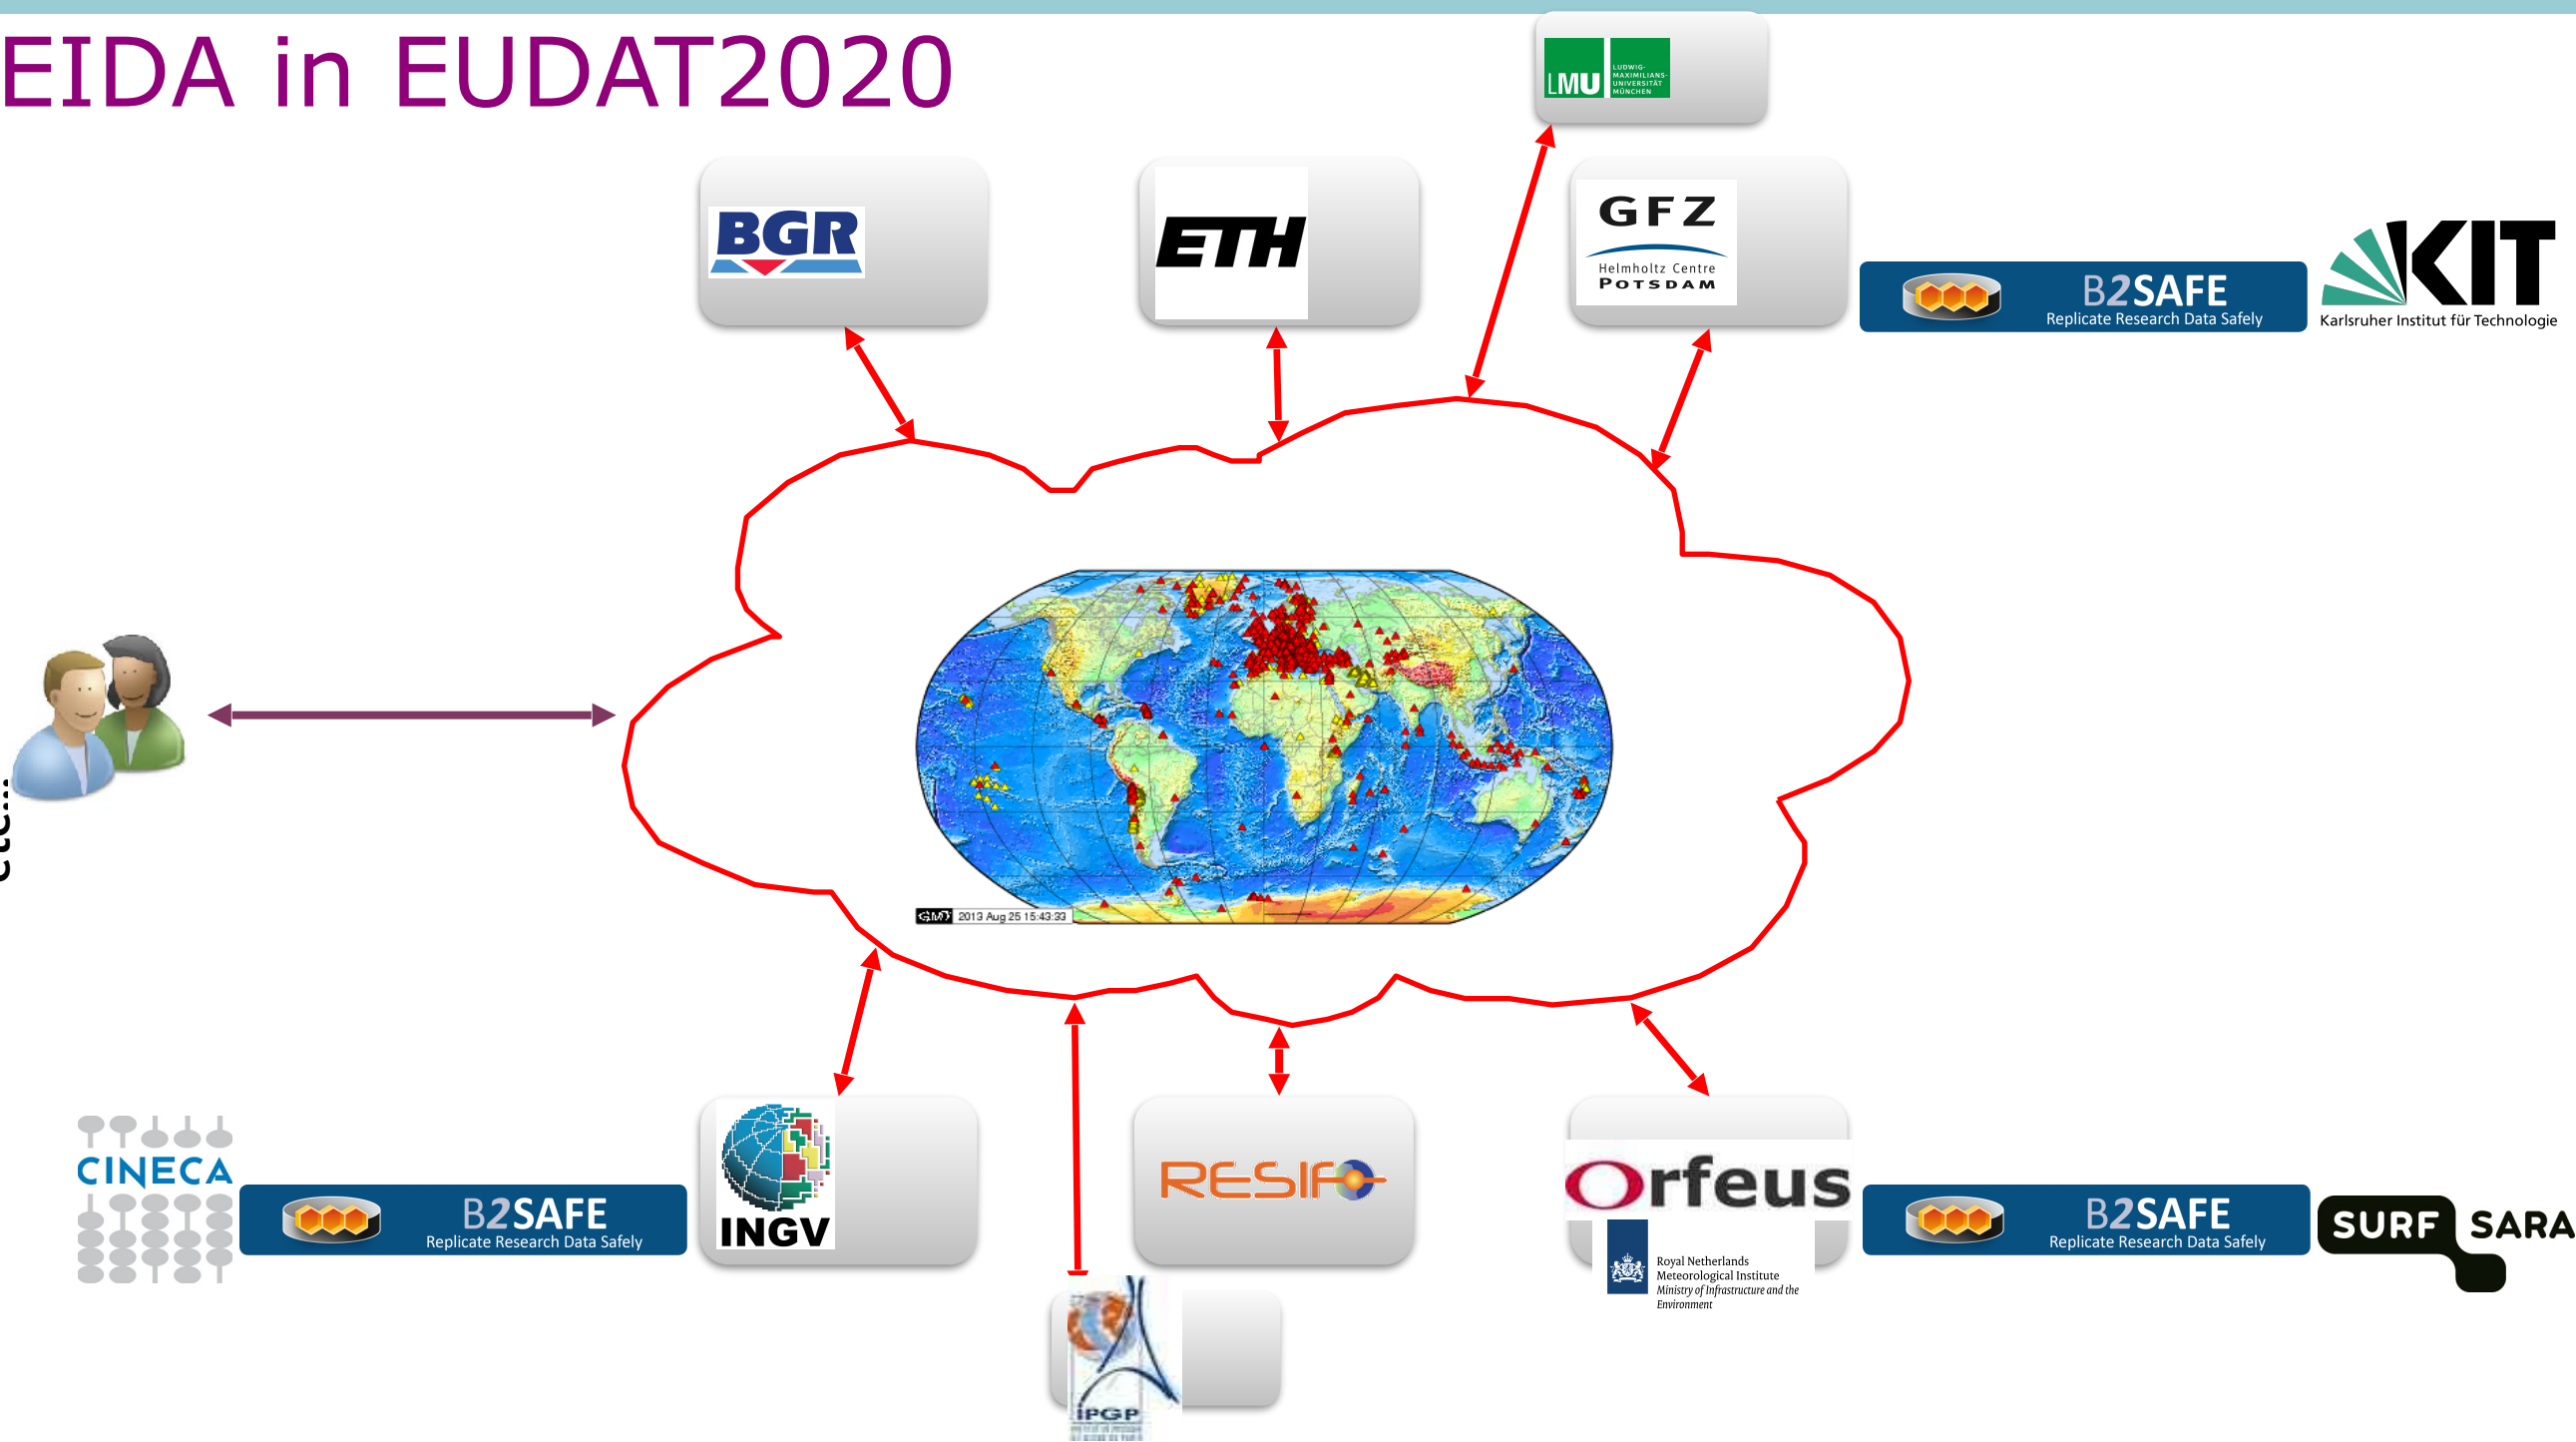 EIDA in EUDAT2020
LMU
LUDWIG-
MAXIMILIANS-
UNIVERSITÄT
MÜNCHEN
BGR
ETH
GFZ
Helmholtz Centre
POTSDAM
B2SAFE
Replicate Research Data Safely
KIT
Karlsruher Institut für Technologie
GMT 2013 Aug 25 15:43:33
CINECA
B2SAFE
Replicate Research Data Safely
INGV
RESIF
Orfeus
Royal Netherlands
Meteorological Institute
Ministry of Infrastructure and the
Environment
B2SAFE
Replicate Research Data Safely
SURF SARA
IPGP